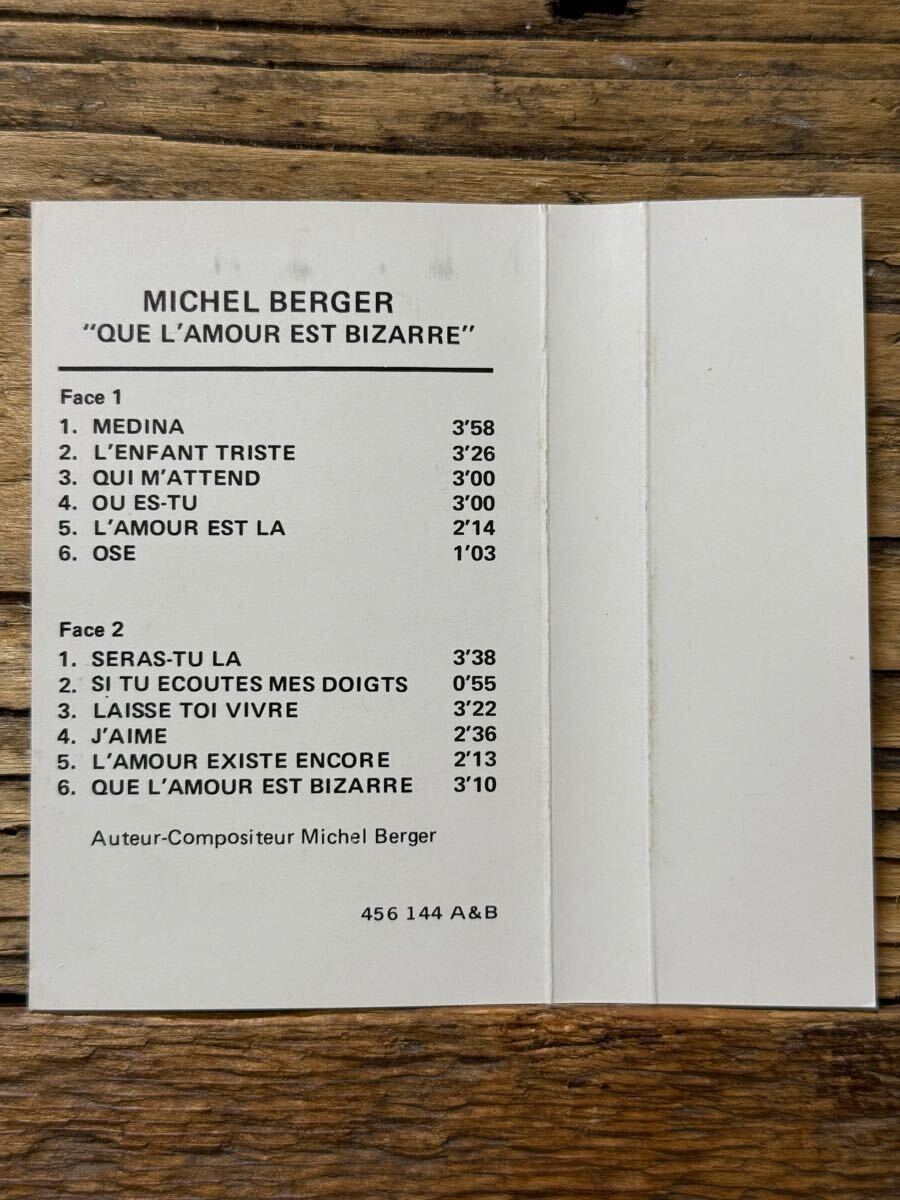 MICHEL BERGER
"QUE L'AMOUR EST BIZARRE"
Face 1
1. MEDINA 3'58
2. L'ENFANT TRISTE 3'26
3. QUI M'ATTEND 3'00
4. OU ES-TU 3'00
5. L'AMOUR EST LA 2'14
6. OSE 1'03
Face 2
1. SERAS-TU LA 3'38
2. SI TU ECOUTES MES DOIGTS 0'55
3. LAISSE TOI VIVRE 3'22
4. J'AIME 2'36
5. L'AMOUR EXISTE ENCORE 2'13
6. QUE L'AMOUR EST BIZARRE 3'10
Auteur-Compositeur Michel Berger
456 144 A&B